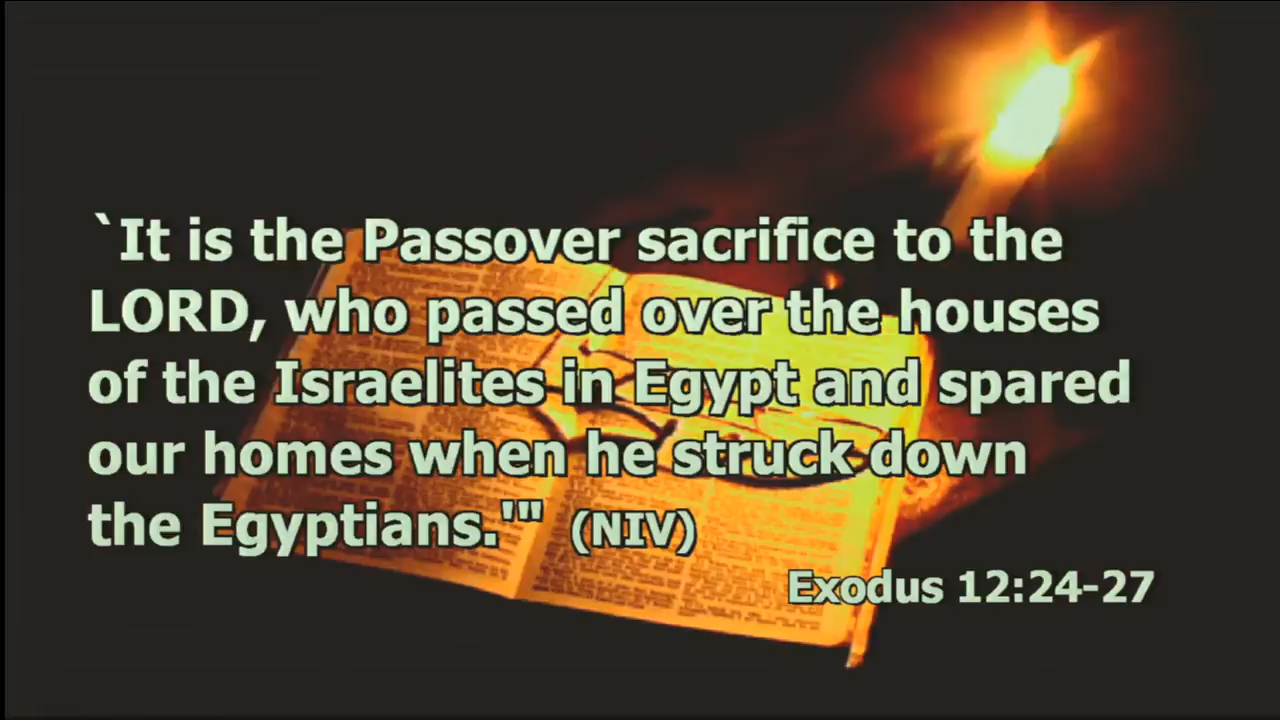 `It is the Passover sacrifice to the
LORD, who passed over the houses
of the Israelites in Egypt and spared
our homes when he struck down
the Egyptians.'" (NIV)
Exodus 12:24-27